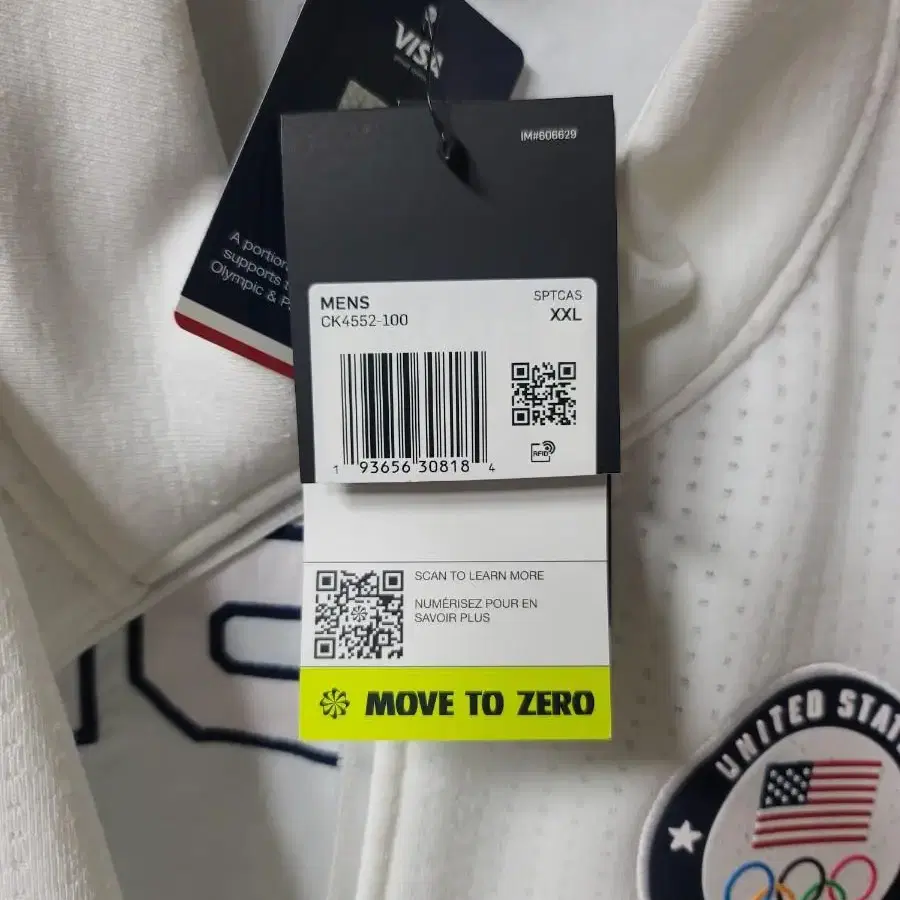 VISA
A portion
supports
Olympic & P
IM#606629
MENS
SPTCAS
CK4552-100
XXL
1 93656 30818 4
RFID
SCAN TO LEARN MORE
NUMÉRISEZ POUR EN
SAVOIR PLUS
MOVE TO ZERO
UNITED STAT